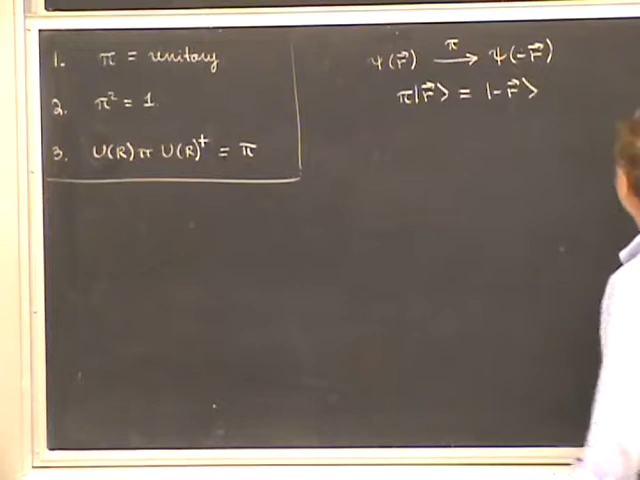 1. π = unitary
2. π² = 1
3. U(R) π U(R)† = π
ψ(r⃗) —π→ ψ(-r⃗)
π|r⃗⟩ = |-r⃗⟩